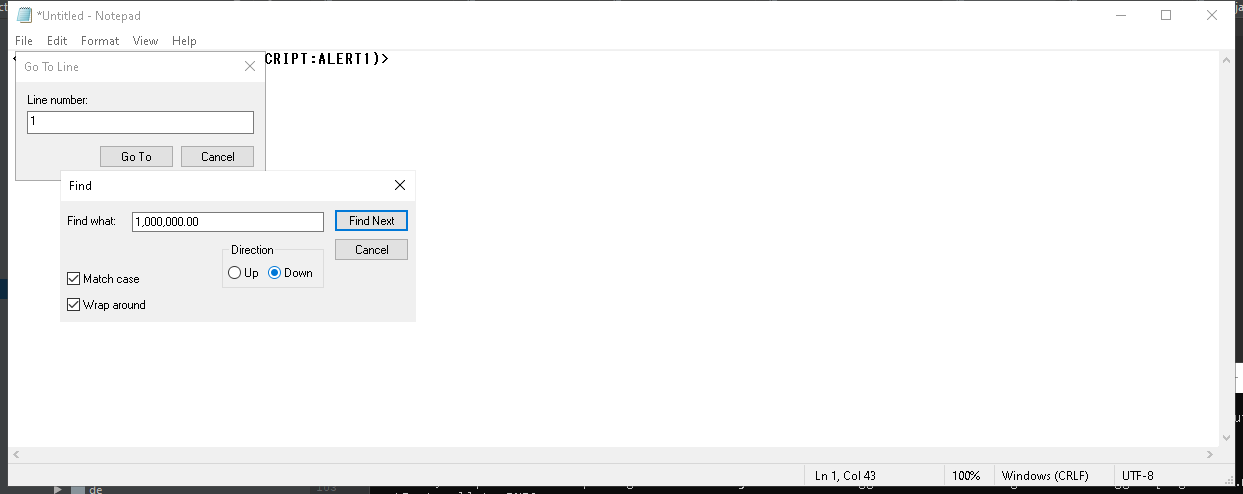 *Untitled - Notepad
File Edit Format View Help
CRIPT:ALERT1)>
Go To Line
Line number:
1
Go To Cancel
Find
Find what: 1,000,000.00 Find Next
Cancel
Direction
Up Down
Match case
Wrap around
Ln 1, Col 43 100% Windows (CRLF) UTF-8
de